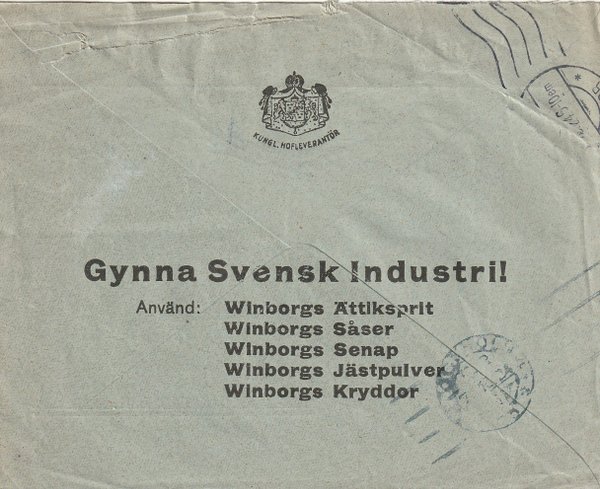 KUNGL. HOFLEVERANTÖR
Gynna Svensk Industri!
Använd: Winborgs Ättiksprit
Winborgs Såser
Winborgs Senap
Winborgs Jästpulver
Winborgs Kryddor